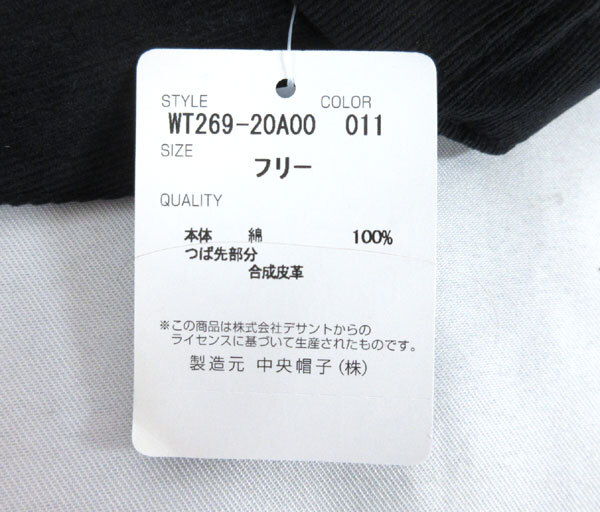 STYLE COLOR
WT269-20A00 011
SIZE
フリー
QUALITY
本体 綿 100%
つば先部分
合成皮革
※この商品は株式会社デサントからの
ライセンスに基づいて生産されたものです。
製造元 中央帽子(株)